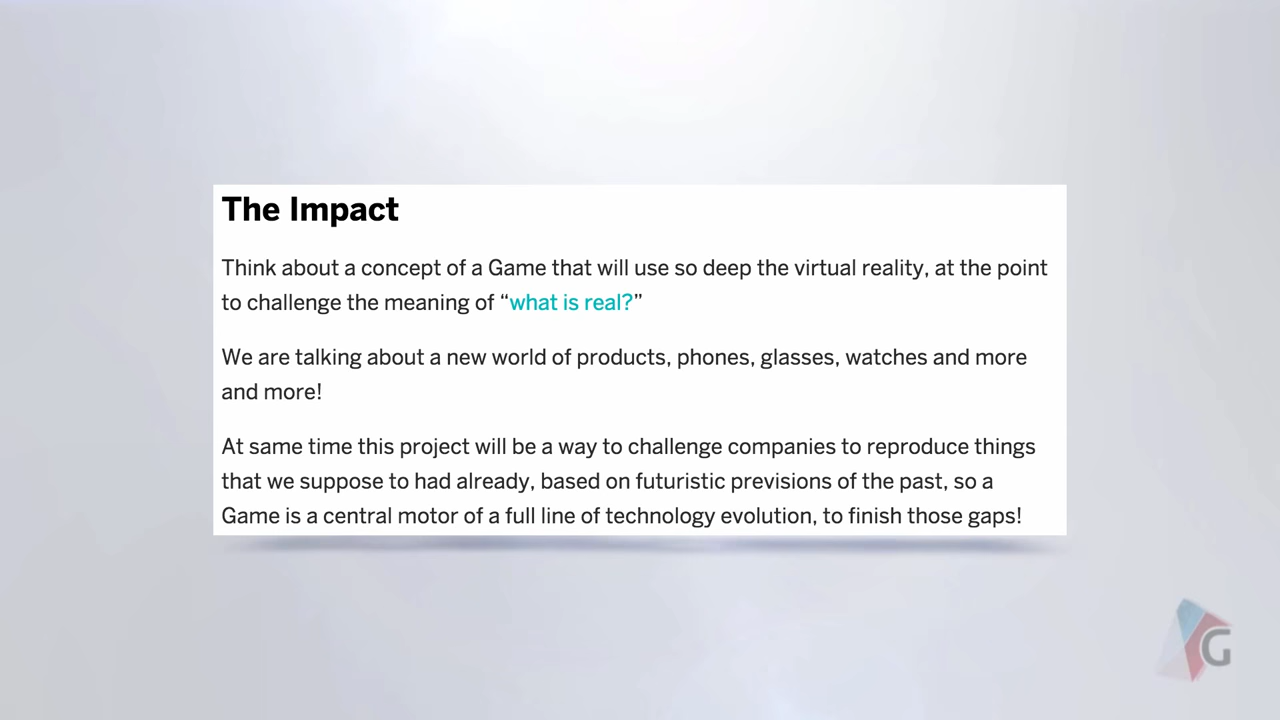 The Impact
Think about a concept of a Game that will use so deep the virtual reality, at the point
to challenge the meaning of “what is real?”
We are talking about a new world of products, phones, glasses, watches and more
and more!
At same time this project will be a way to challenge companies to reproduce things
that we suppose to had already, based on futuristic previsions of the past, so a
Game is a central motor of a full line of technology evolution, to finish those gaps!
G